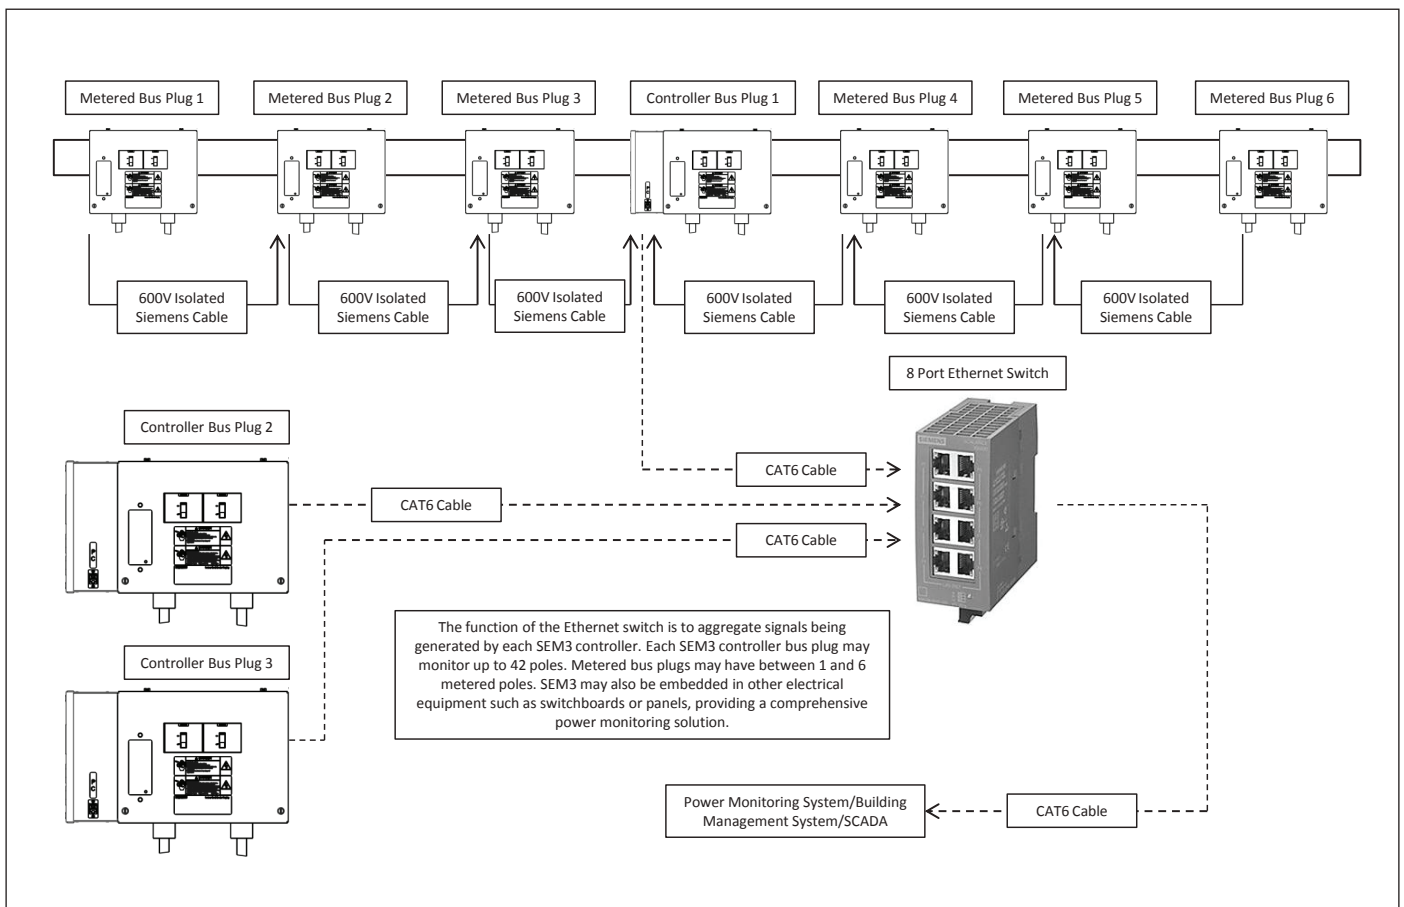 Metered Bus Plug 1
Metered Bus Plug 2
Metered Bus Plug 3
Controller Bus Plug 1
Metered Bus Plug 4
Metered Bus Plug 5
Metered Bus Plug 6
600V Isolated
Siemens Cable
600V Isolated
Siemens Cable
600V Isolated
Siemens Cable
600V Isolated
Siemens Cable
600V Isolated
Siemens Cable
600V Isolated
Siemens Cable
8 Port Ethernet Switch
SIEMENS
Controller Bus Plug 2
CAT6 Cable
CAT6 Cable
CAT6 Cable
The function of the Ethernet switch is to aggregate signals being
generated by each SEM3 controller. Each SEM3 controller bus plug may
monitor up to 42 poles. Metered bus plugs may have between 1 and 6
metered poles. SEM3 may also be embedded in other electrical
equipment such as switchboards or panels, providing a comprehensive
power monitoring solution.
Controller Bus Plug 3
Power Monitoring System/Building
Management System/SCADA
CAT6 Cable